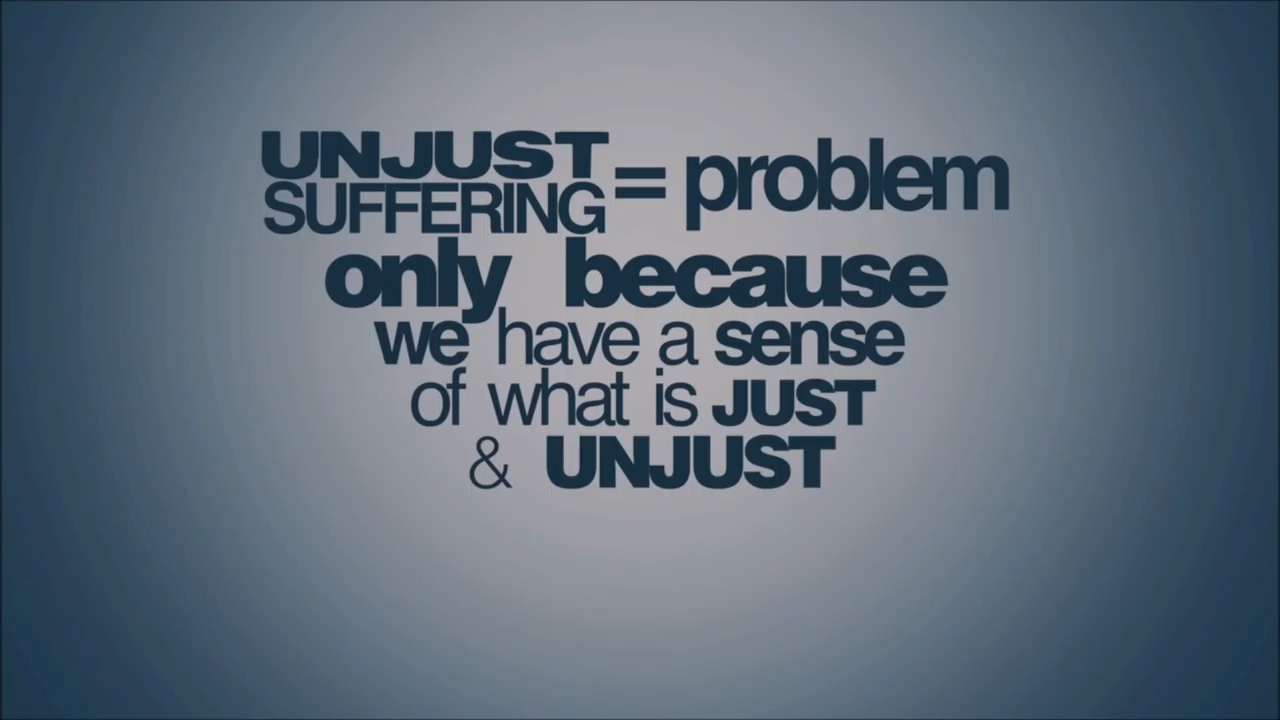 UNJUST
SUFFERING = problem
only because
we have a sense
of what is JUST
& UNJUST